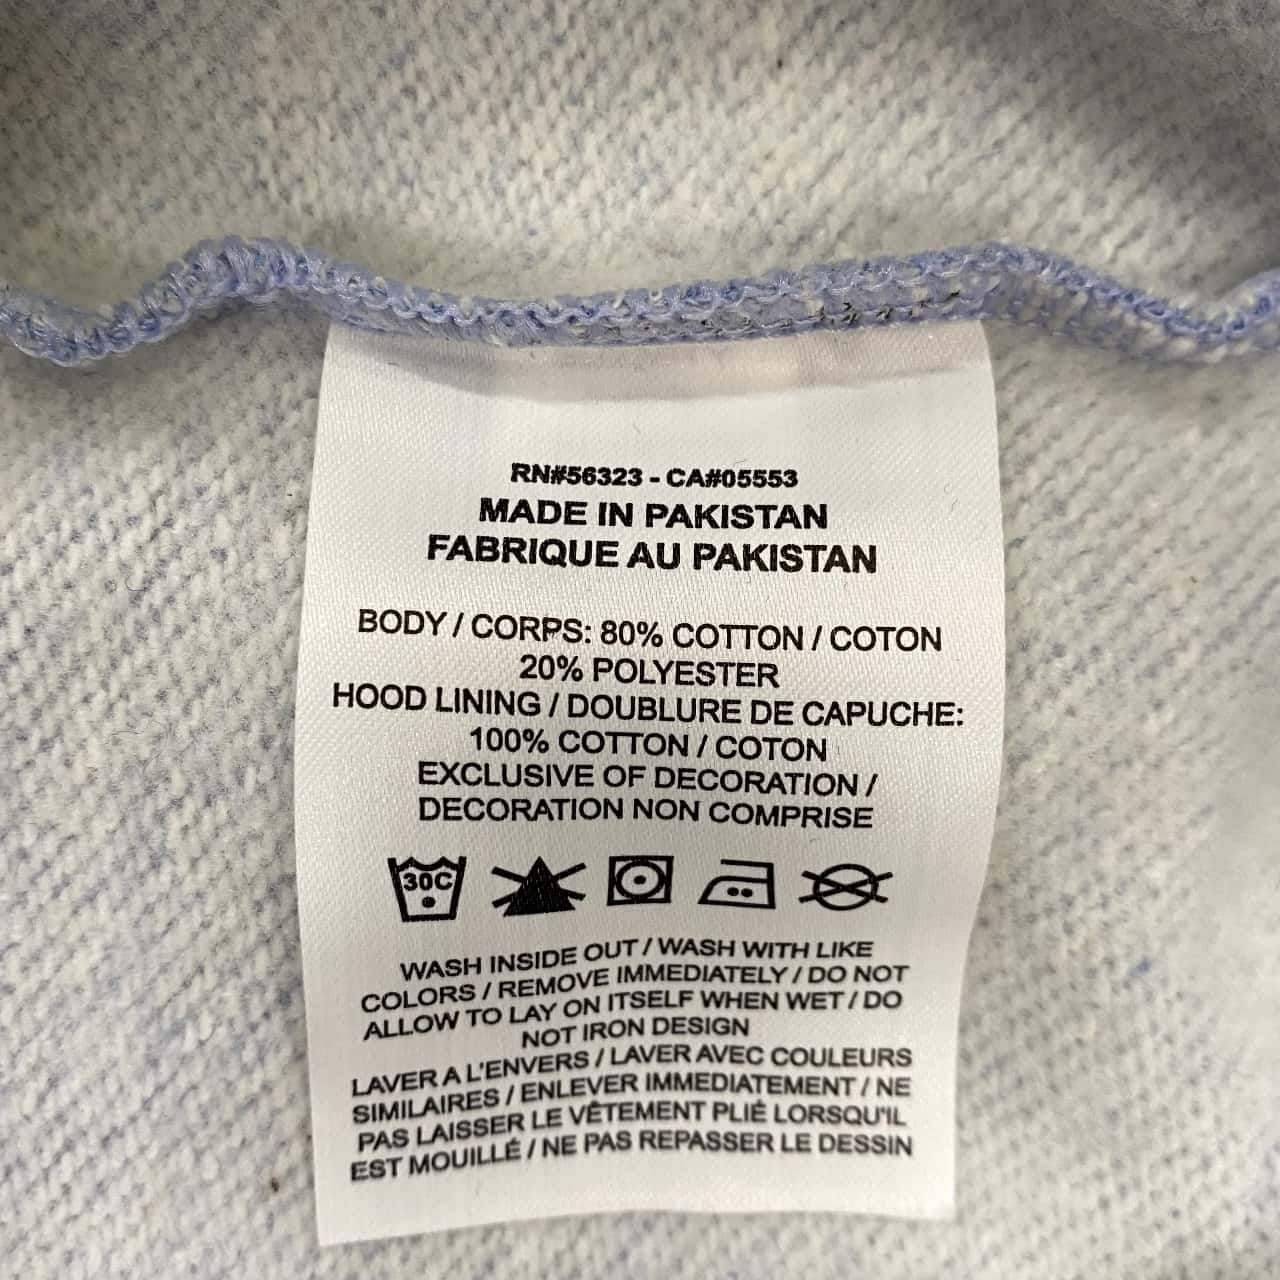 RN#56323 - CA#05553
MADE IN PAKISTAN
FABRIQUE AU PAKISTAN
BODY / CORPS: 80% COTTON / COTON
20% POLYESTER
HOOD LINING / DOUBLURE DE CAPUCHE:
100% COTTON / COTON
EXCLUSIVE OF DECORATION /
DECORATION NON COMPRISE
30C
WASH INSIDE OUT / WASH WITH LIKE
COLORS / REMOVE IMMEDIATELY / DO NOT
ALLOW TO LAY ON ITSELF WHEN WET / DO
NOT IRON DESIGN
LAVER A L'ENVERS / LAVER AVEC COULEURS
SIMILAIRES / ENLEVER IMMEDIATEMENT / NE
PAS LAISSER LE VÊTEMENT PLIÉ LORSQU'IL
EST MOUILLÉ / NE PAS REPASSER LE DESSIN